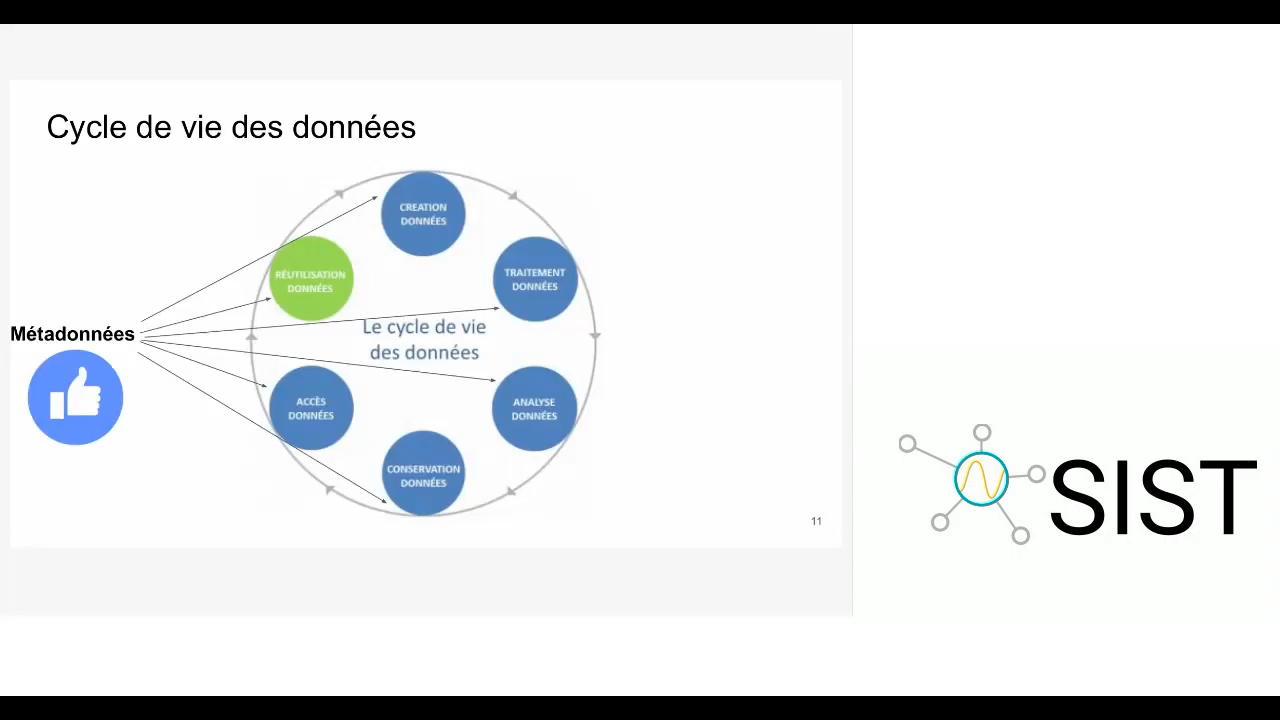 Cycle de vie des données
CREATION
DONNÉES
RÉUTILISATION
DONNÉES
TRAITEMENT
DONNÉES
Métadonnées
Le cycle de vie
des données
ACCÈS
DONNÉES
ANALYSE
DONNÉES
CONSERVATION
DONNÉES
11
SIST